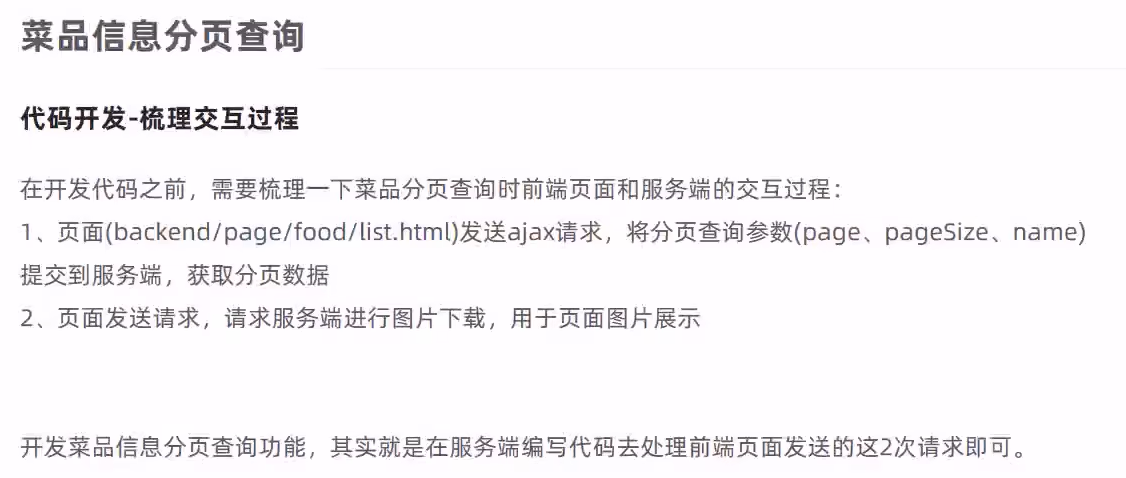 菜品信息分页查询
代码开发-梳理交互过程
在开发代码之前，需要梳理一下菜品分页查询时前端页面和服务端的交互过程：
1、页面(backend/page/food/list.html)发送ajax请求，将分页查询参数(page、pageSize、name)
提交到服务端，获取分页数据
2、页面发送请求，请求服务端进行图片下载，用于页面图片展示
开发菜品信息分页查询功能，其实就是在服务端编写代码去处理前端页面发送的这2次请求即可。